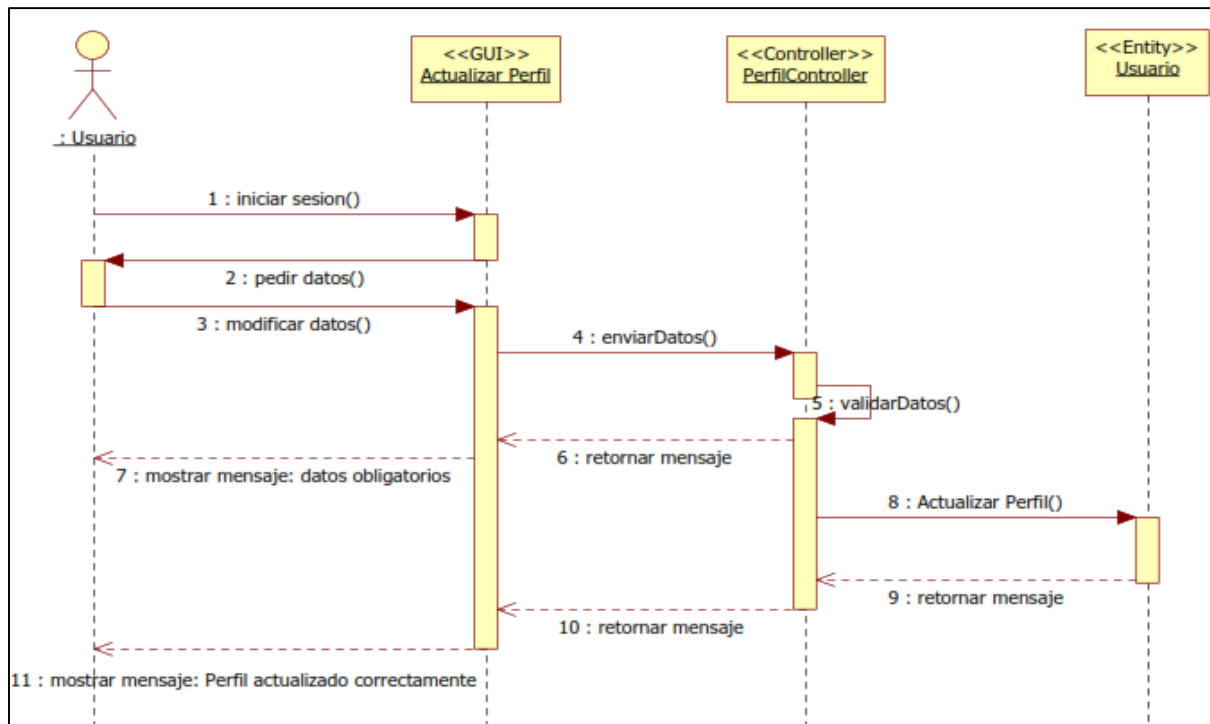 <<GUI>>
Actualizar Perfil
<<Controller>>
PerfilController
<<Entity>>
Usuario
: Usuario
1 : iniciar sesion()
2 : pedir datos()
3 : modificar datos()
4 : enviarDatos()
5 : validarDatos()
6 : retornar mensaje
7 : mostrar mensaje: datos obligatorios
8 : Actualizar Perfil()
9 : retornar mensaje
10 : retornar mensaje
11 : mostrar mensaje: Perfil actualizado correctamente